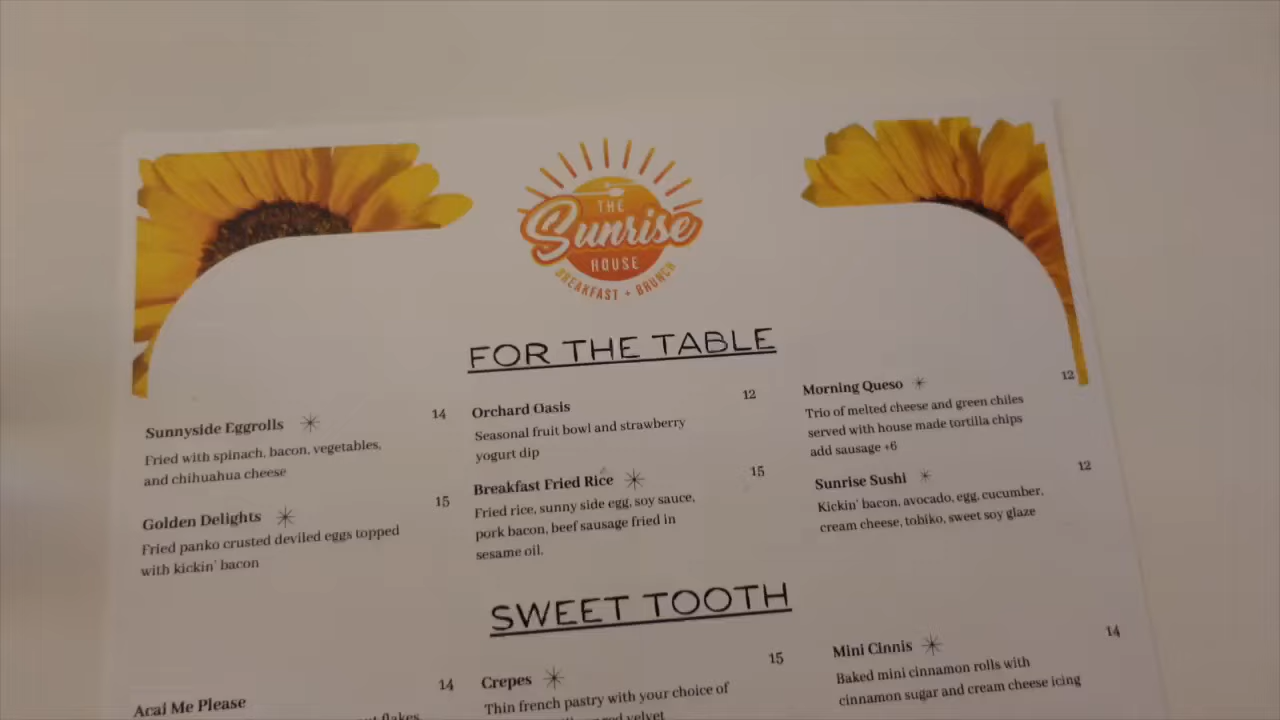 THE
Sunrise
HOUSE
BREAKFAST + BRUNCH
FOR THE TABLE
Sunnyside Eggrolls 14
Fried with spinach, bacon, vegetables,
and chihuahua cheese
Golden Delights 15
Fried panko crusted deviled eggs topped
with kickin' bacon
Orchard Oasis 12
Seasonal fruit bowl and strawberry
yogurt dip
Breakfast Fried Rice 15
Fried rice, sunny side egg, soy sauce,
pork bacon, beef sausage fried in
sesame oil.
Morning Queso 12
Trio of melted cheese and green chiles
served with house made tortilla chips
add sausage +6
Sunrise Sushi 12
Kickin' bacon, avocado, egg, cucumber,
cream cheese, tobiko, sweet soy glaze
SWEET TOOTH
Acai Me Please 14
flakes
Crepes 15
Thin french pastry with your choice of
velvet
Mini Cinnis 14
Baked mini cinnamon rolls with
cinnamon sugar and cream cheese icing